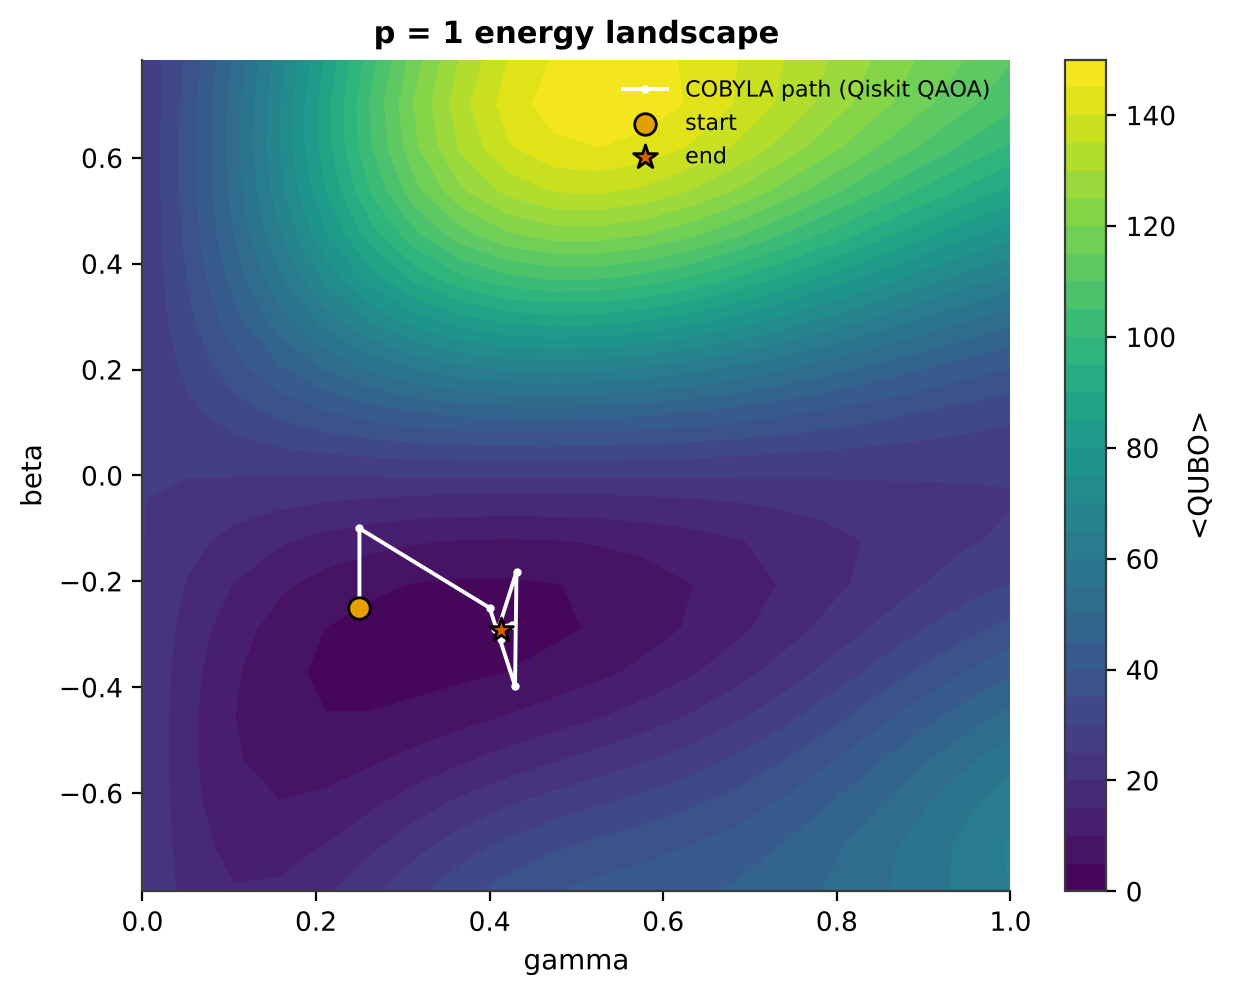 p = 1 energy landscape
COBYLA path (Qiskit QAOA)
start
end
0.6
0.4
0.2
0.0
−0.2
−0.4
−0.6
beta
0.0 0.2 0.4 0.6 0.8 1.0
gamma
140
120
100
80
60
40
20
0
<QUBO>